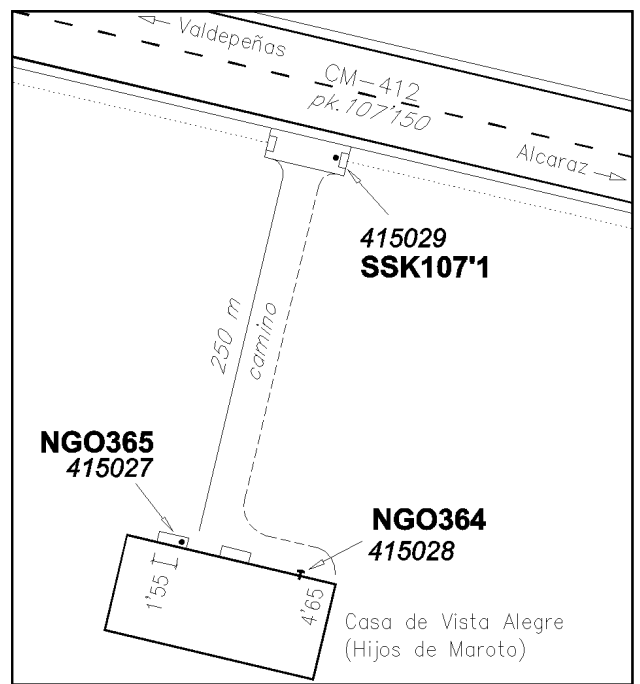 ← Valdepeñas
CM-412
pk.107'150
Alcaraz →
415029
SSK107'1
250 m
camino
NGO365
415027
NGO364
415028
1'55
4'65
Casa de Vista Alegre
(Hijos de Maroto)